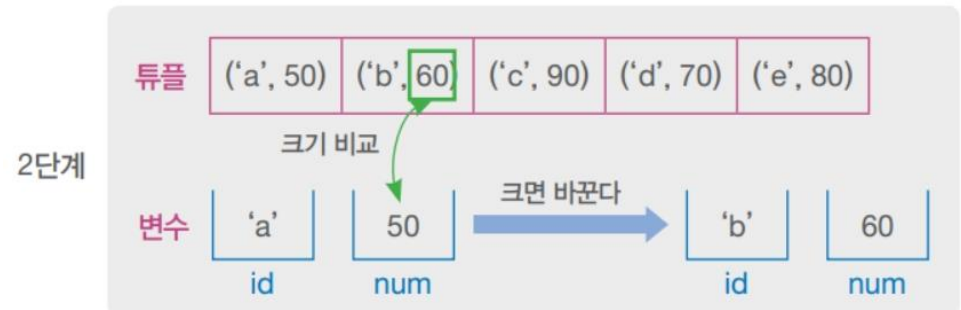 튜플 (‘a’, 50) (‘b’, 60) (‘c’, 90) (‘d’, 70) (‘e’, 80)
크기 비교
2단계
크면 바꾼다
변수 ‘a’ 50 ‘b’ 60
id num id num